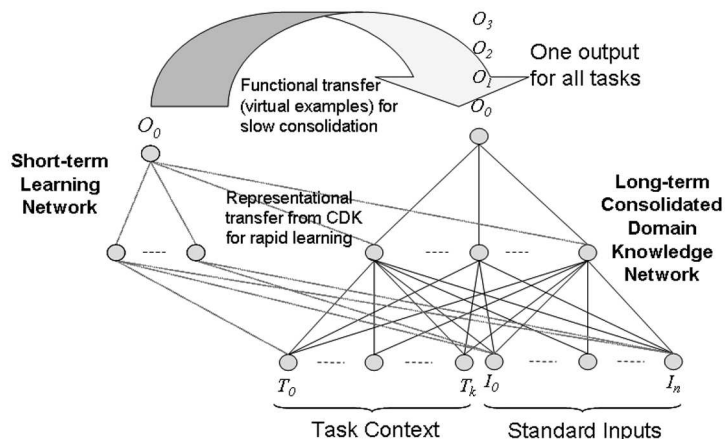 O3
O2
O1
O0
One output
for all tasks
Functional transfer
(virtual examples) for
slow consolidation
O0
Short-term
Learning
Network
Representational
transfer from CDK
for rapid learning
Long-term
Consolidated
Domain
Knowledge
Network
T0
Tk
I0
In
Task Context
Standard Inputs